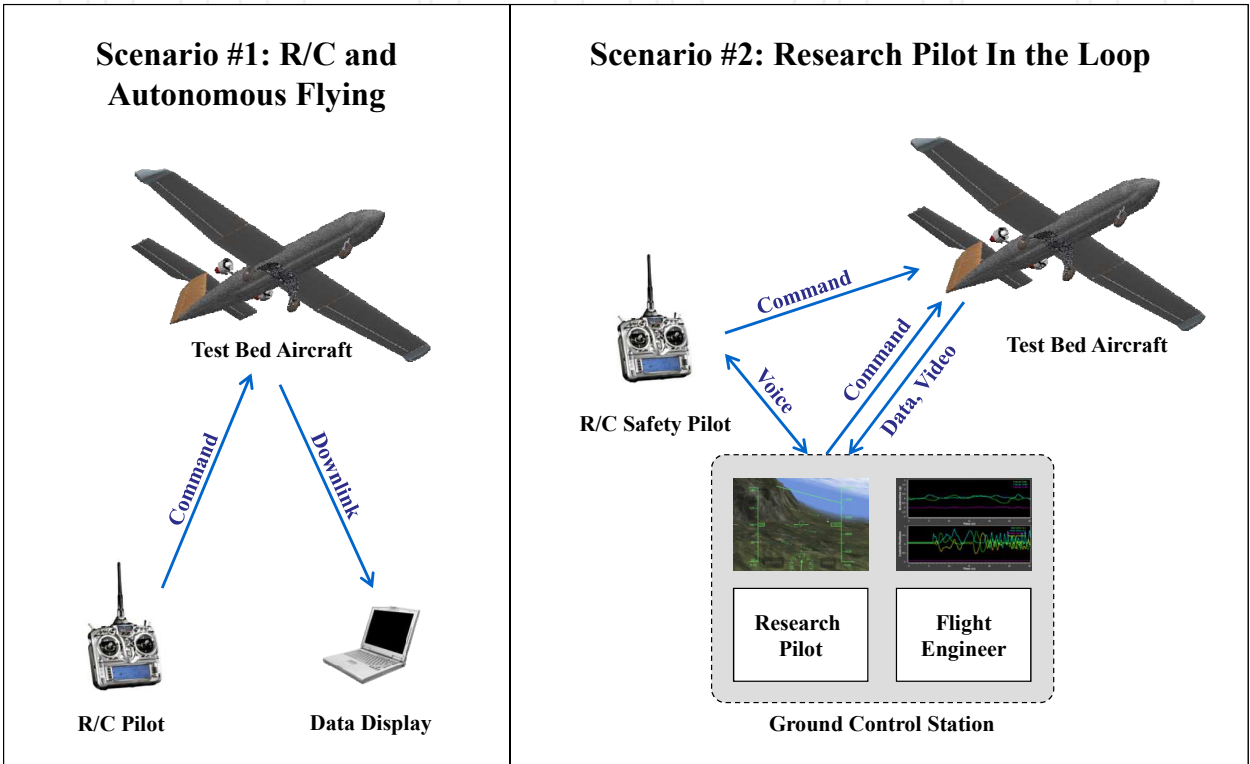 Scenario #1: R/C and
Autonomous Flying
Test Bed Aircraft
Command
Downlink
R/C Pilot
Data Display
Scenario #2: Research Pilot In the Loop
Command
Test Bed Aircraft
Voice
Command
Data, Video
R/C Safety Pilot
Research
Pilot
Flight
Engineer
Ground Control Station